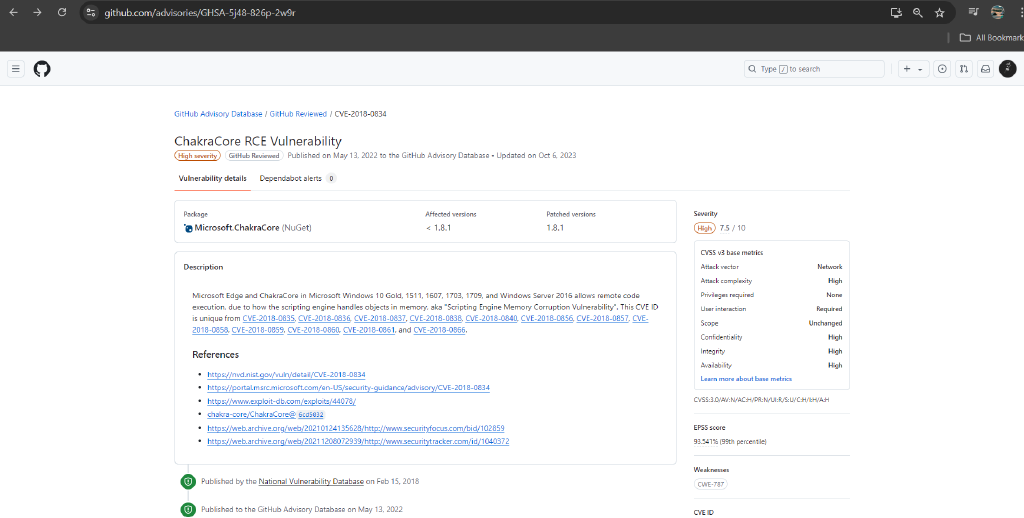 github.com/advisories/GHSA-5j48-826p-2w9r
All Bookmark
Type / to search
GitHub Advisory Database / GitHub Reviewed / CVE-2018-0834
ChakraCore RCE Vulnerability
High severity GitHub Reviewed Published on May 13, 2022 to the GitHub Advisory Database • Updated on Oct 6, 2023
Vulnerability details Dependabot alerts 0
Package Affected versions Patched versions
Microsoft.ChakraCore (NuGet) < 1.8.1 1.8.1
Description
Microsoft Edge and ChakraCore in Microsoft Windows 10 Gold, 1511, 1607, 1703, 1709, and Windows Server 2016 allows remote code
execution, due to how the scripting engine handles objects in memory, aka "Scripting Engine Memory Corruption Vulnerability". This CVE ID
is unique from CVE-2018-0835, CVE-2018-0836, CVE-2018-0837, CVE-2018-0838, CVE-2018-0840, CVE-2018-0856, CVE-2018-0857, CVE-
2018-0858, CVE-2018-0859, CVE-2018-0860, CVE-2018-0861, and CVE-2018-0866.
References
https://nvd.nist.gov/vuln/detail/CVE-2018-0834
https://portal.msrc.microsoft.com/en-US/security-guidance/advisory/CVE-2018-0834
https://www.exploit-db.com/exploits/44078/
chakra-core/ChakraCore@ 6cd5032
https://web.archive.org/web/20210124135628/http://www.securityfocus.com/bid/102859
https://web.archive.org/web/20211208072939/http://www.securitytracker.com/id/1040372
Published by the National Vulnerability Database on Feb 15, 2018
Published to the GitHub Advisory Database on May 13, 2022
Severity
High 7.5 / 10
CVSS v3 base metrics
Attack vector Network
Attack complexity High
Privileges required None
User interaction Required
Scope Unchanged
Confidentiality High
Integrity High
Availability High
Learn more about base metrics
CVSS:3.0/AV:N/AC:H/PR:N/UI:R/S:U/C:H/I:H/A:H
EPSS score
93.541% (99th percentile)
Weaknesses
CWE-787
CVE ID